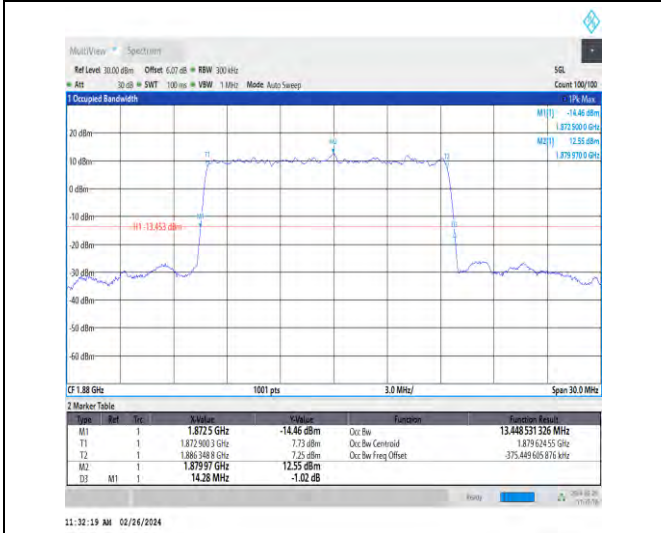 MultiView Spectrum
Ref Level 30.00 dBm Offset 6.07 dB RBW 300 kHz SGL
Att 30 dB SWT 100 ms VBW 1 MHz Mode Auto Sweep Count 100/100
1 Occupied Bandwidth 1Pk Max
M1[1] -14.46 dBm
1.872 500 0 GHz
M2[1] 12.55 dBm
1.879 970 0 GHz
20 dBm
M2
T1 T2
10 dBm
0 dBm
-10 dBm
M1
H1 -13.453 dBm
-20 dBm
-30 dBm
-40 dBm
-50 dBm
-60 dBm
CF 1.88 GHz 1001 pts 3.0 MHz/ Span 30.0 MHz
2 Marker Table
Type Ref Trc X-Value Y-Value Function Function Result
M1 1 1.8725 GHz -14.46 dBm Occ Bw 13.448 531 326 MHz
T1 1 1.872 900 3 GHz 7.73 dBm Occ Bw Centroid 1.879 624 55 GHz
T2 1 1.886 348 8 GHz 7.25 dBm Occ Bw Freq Offset -375.449 605 876 kHz
M2 1 1.87997 GHz 12.55 dBm
D3 M1 1 14.28 MHz -1.02 dB
Ready
11:32:19 AM 02/26/2024